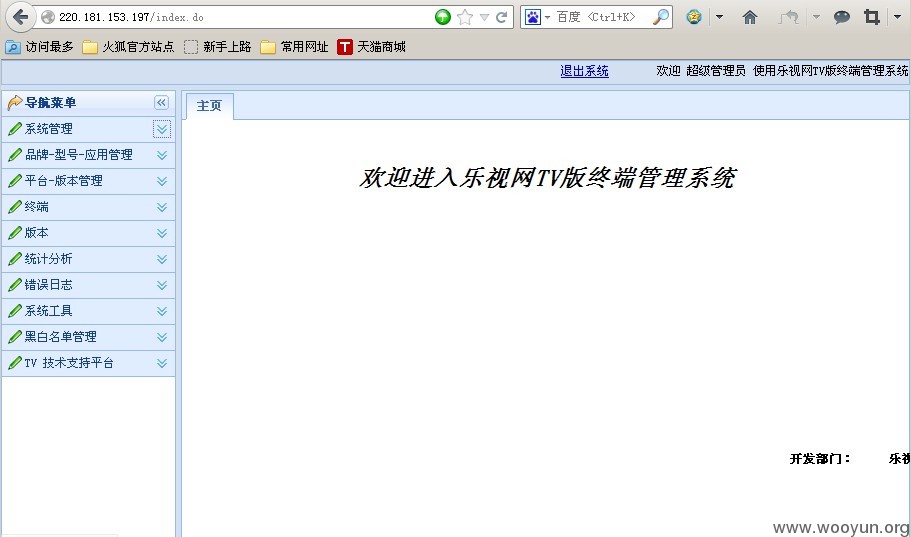 220.181.153.197/index.do
百度 <Ctrl+K>
访问最多 火狐官方站点 新手上路 常用网址 T 天猫商城
退出系统 欢迎 超级管理员 使用乐视网TV版终端管理系统
导航菜单
主页
系统管理
品牌-型号-应用管理
平台-版本管理
终端
版本
统计分析
错误日志
系统工具
黑白名单管理
TV 技术支持平台
欢迎进入乐视网TV版终端管理系统
开发部门： 乐视
www.wooyun.org